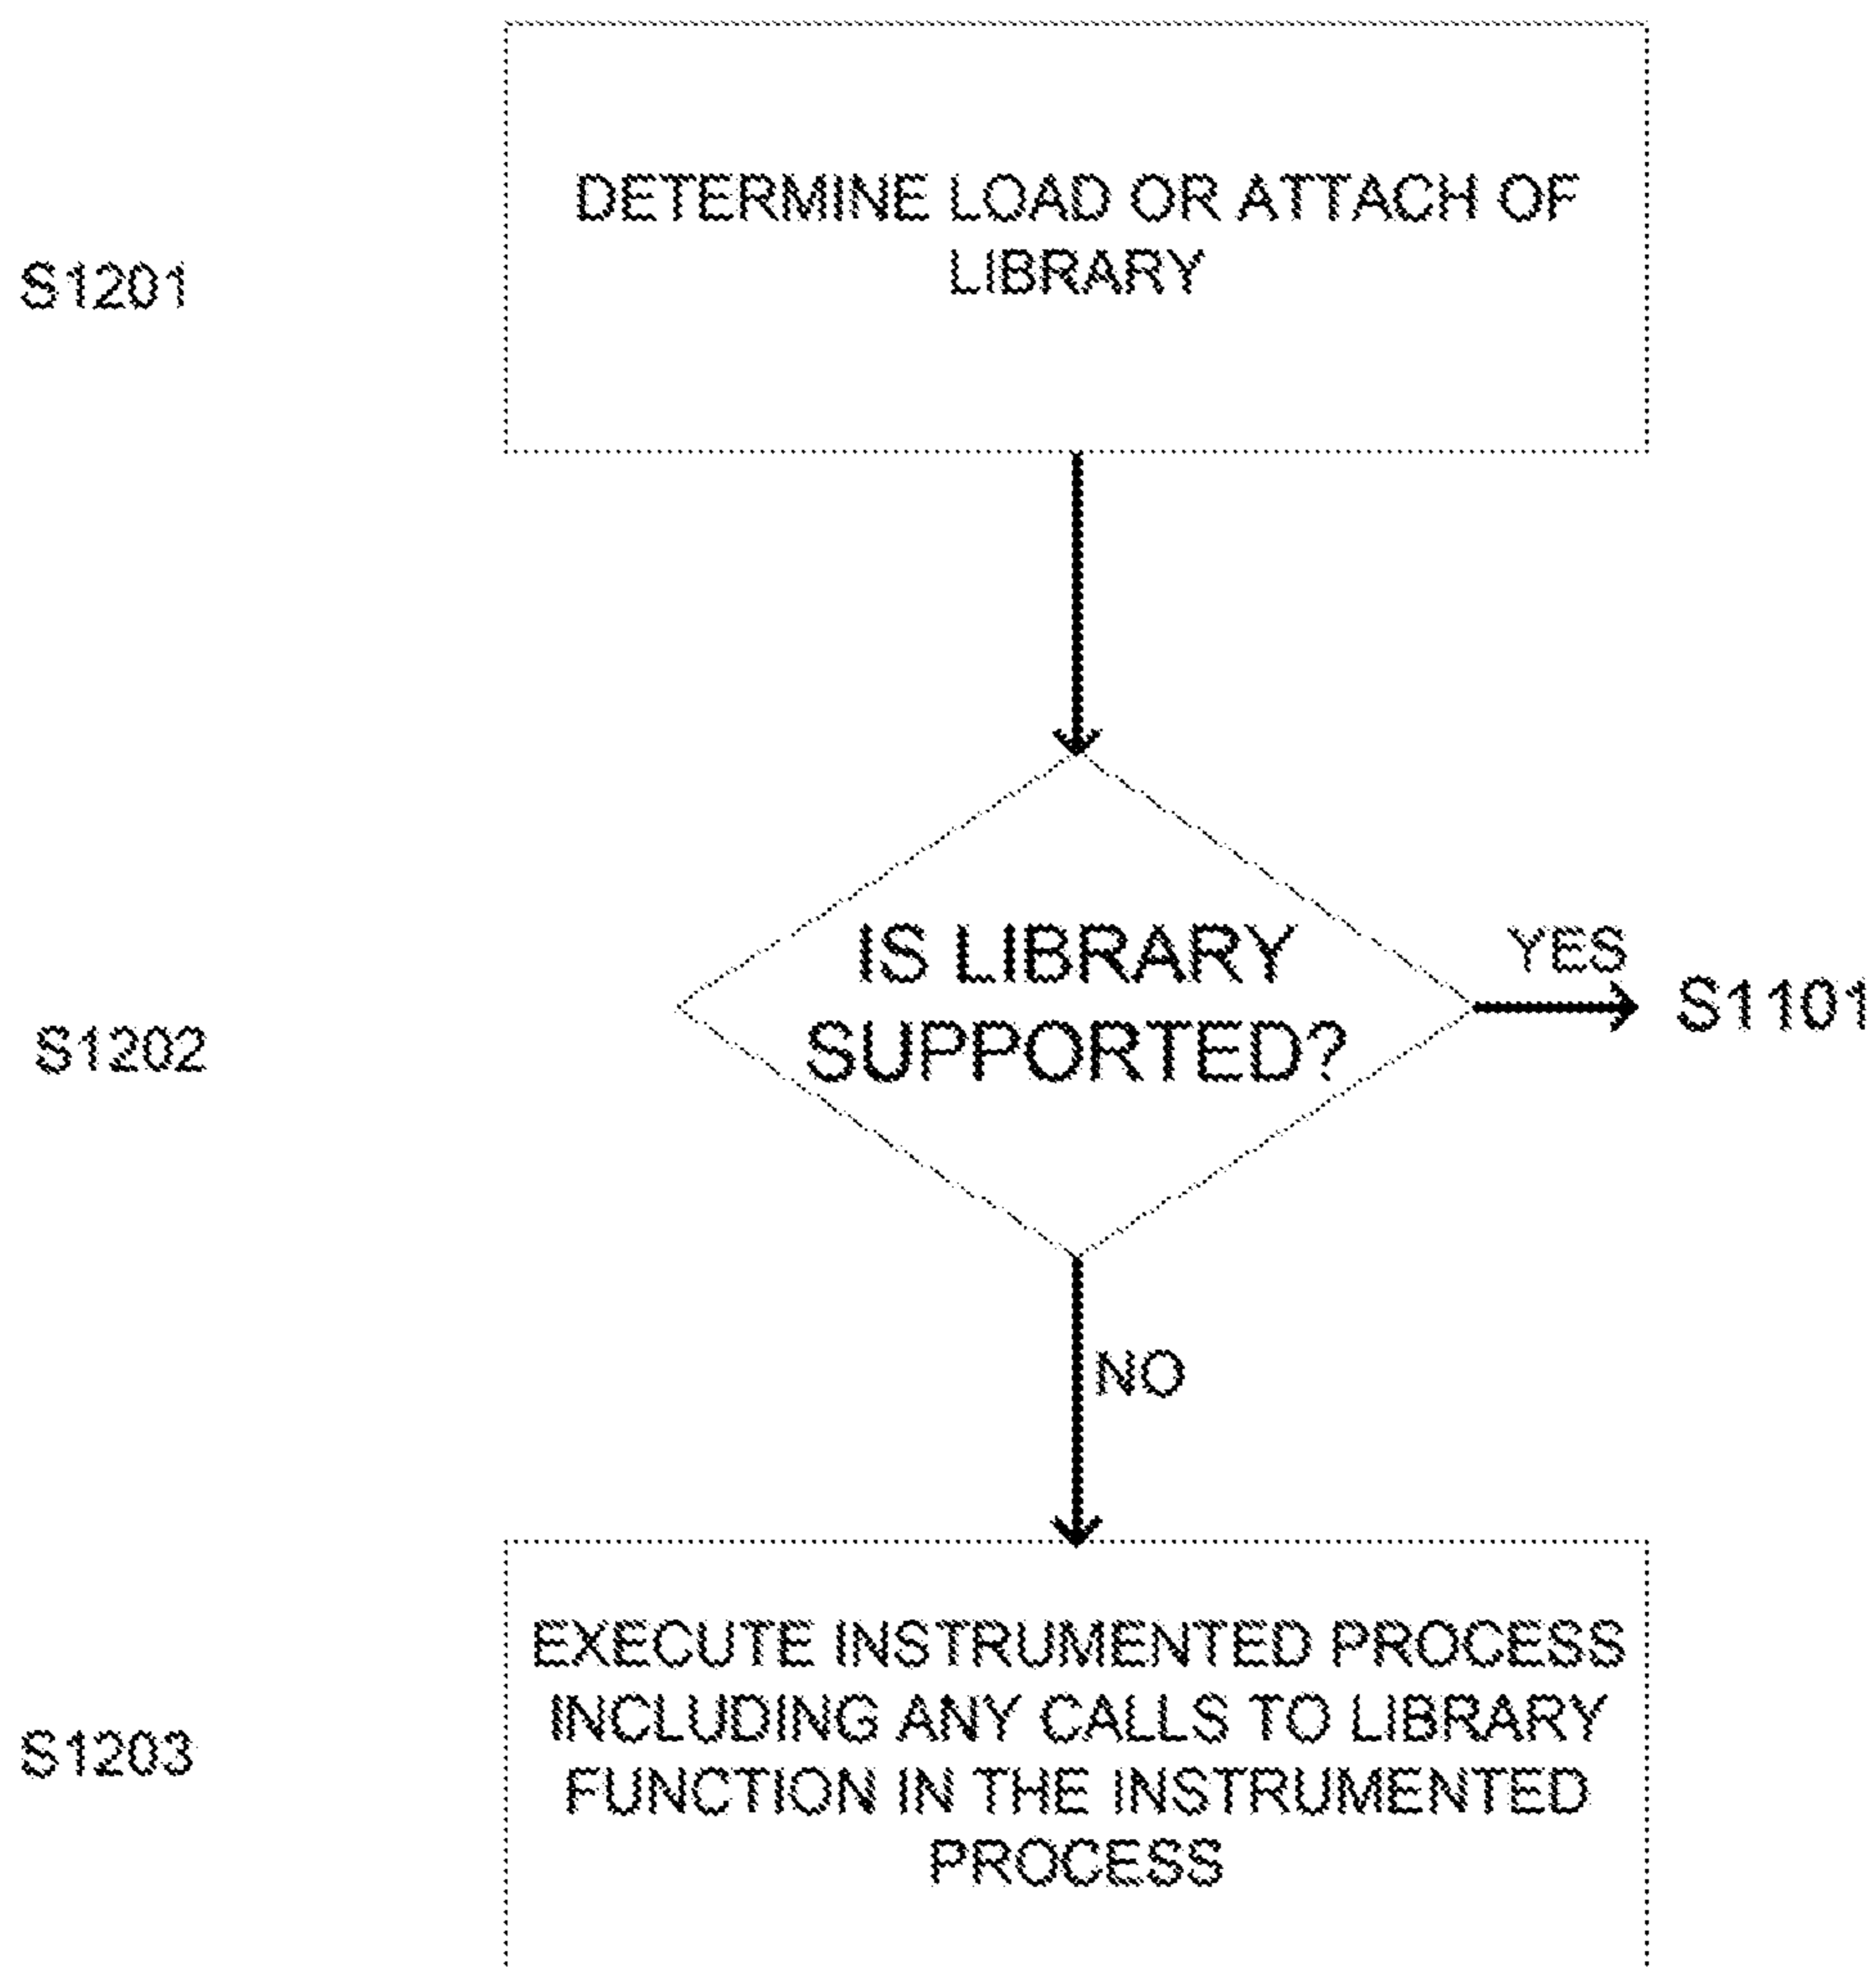 DETERMINE LOAD OR ATTACH OF
LIBRARY
S1201
IS LIBRARY
SUPPORTED?
YES
S1101
S1202
NO
EXECUTE INSTRUMENTED PROCESS
INCLUDING ANY CALLS TO LIBRARY
FUNCTION IN THE INSTRUMENTED
PROCESS
S1203